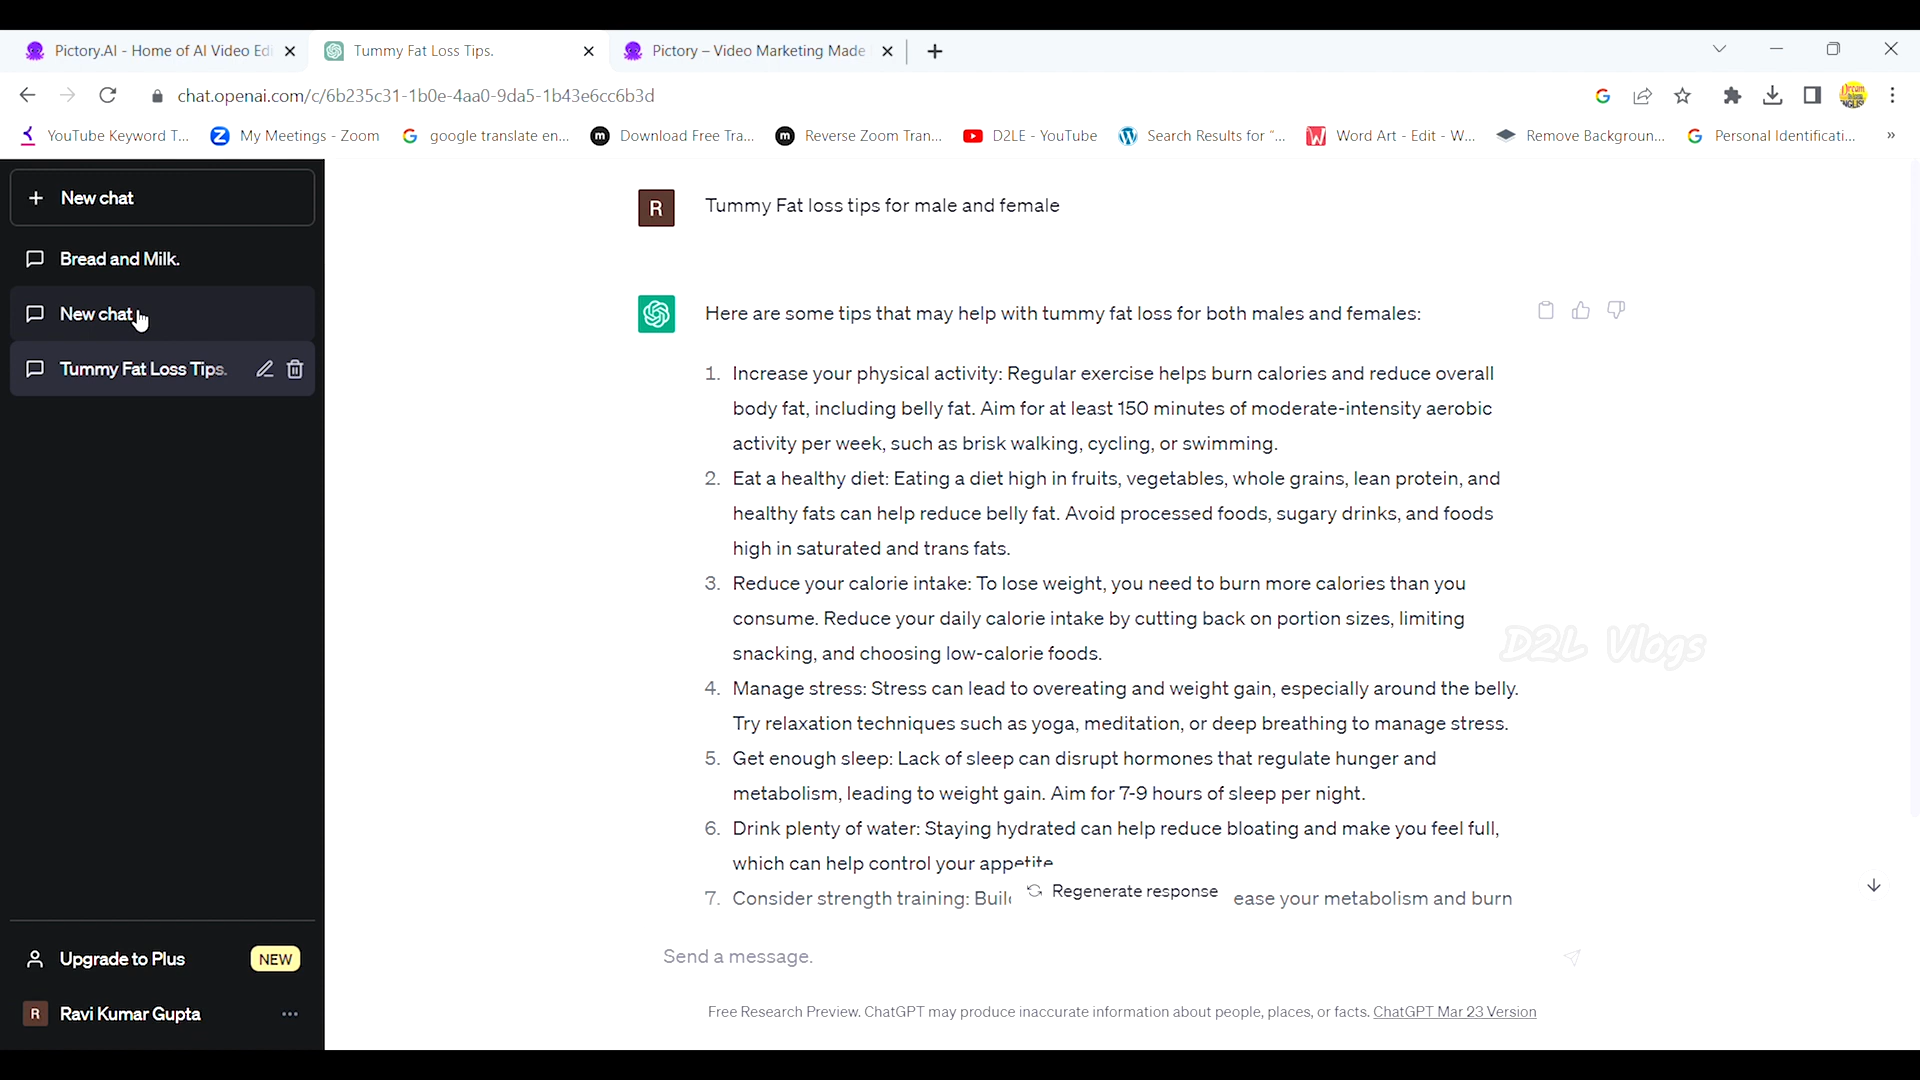 Pictory.AI - Home of AI Video Edi
Tummy Fat Loss Tips.
Pictory – Video Marketing Made
chat.openai.com/c/6b235c31-1b0e-4aa0-9da5-1b43e6cc6b3d
YouTube Keyword T...
My Meetings - Zoom
google translate en...
Download Free Tra...
Reverse Zoom Tran...
D2LE - YouTube
Search Results for “...
Word Art - Edit - W...
Remove Backgroun...
Personal Identificati...
New chat
Bread and Milk.
New chat
Tummy Fat Loss Tips.
Upgrade to Plus
NEW
R
Ravi Kumar Gupta
R
Tummy Fat loss tips for male and female
Here are some tips that may help with tummy fat loss for both males and females:
1. Increase your physical activity: Regular exercise helps burn calories and reduce overall
body fat, including belly fat. Aim for at least 150 minutes of moderate-intensity aerobic
activity per week, such as brisk walking, cycling, or swimming.
2. Eat a healthy diet: Eating a diet high in fruits, vegetables, whole grains, lean protein, and
healthy fats can help reduce belly fat. Avoid processed foods, sugary drinks, and foods
high in saturated and trans fats.
3. Reduce your calorie intake: To lose weight, you need to burn more calories than you
consume. Reduce your daily calorie intake by cutting back on portion sizes, limiting
snacking, and choosing low-calorie foods.
D2L Vlogs
4. Manage stress: Stress can lead to overeating and weight gain, especially around the belly.
Try relaxation techniques such as yoga, meditation, or deep breathing to manage stress.
5. Get enough sleep: Lack of sleep can disrupt hormones that regulate hunger and
metabolism, leading to weight gain. Aim for 7-9 hours of sleep per night.
6. Drink plenty of water: Staying hydrated can help reduce bloating and make you feel full,
which can help control your appetite
7. Consider strength training: Buil
Regenerate response
ease your metabolism and burn
Send a message.
Free Research Preview. ChatGPT may produce inaccurate information about people, places, or facts. ChatGPT Mar 23 Version